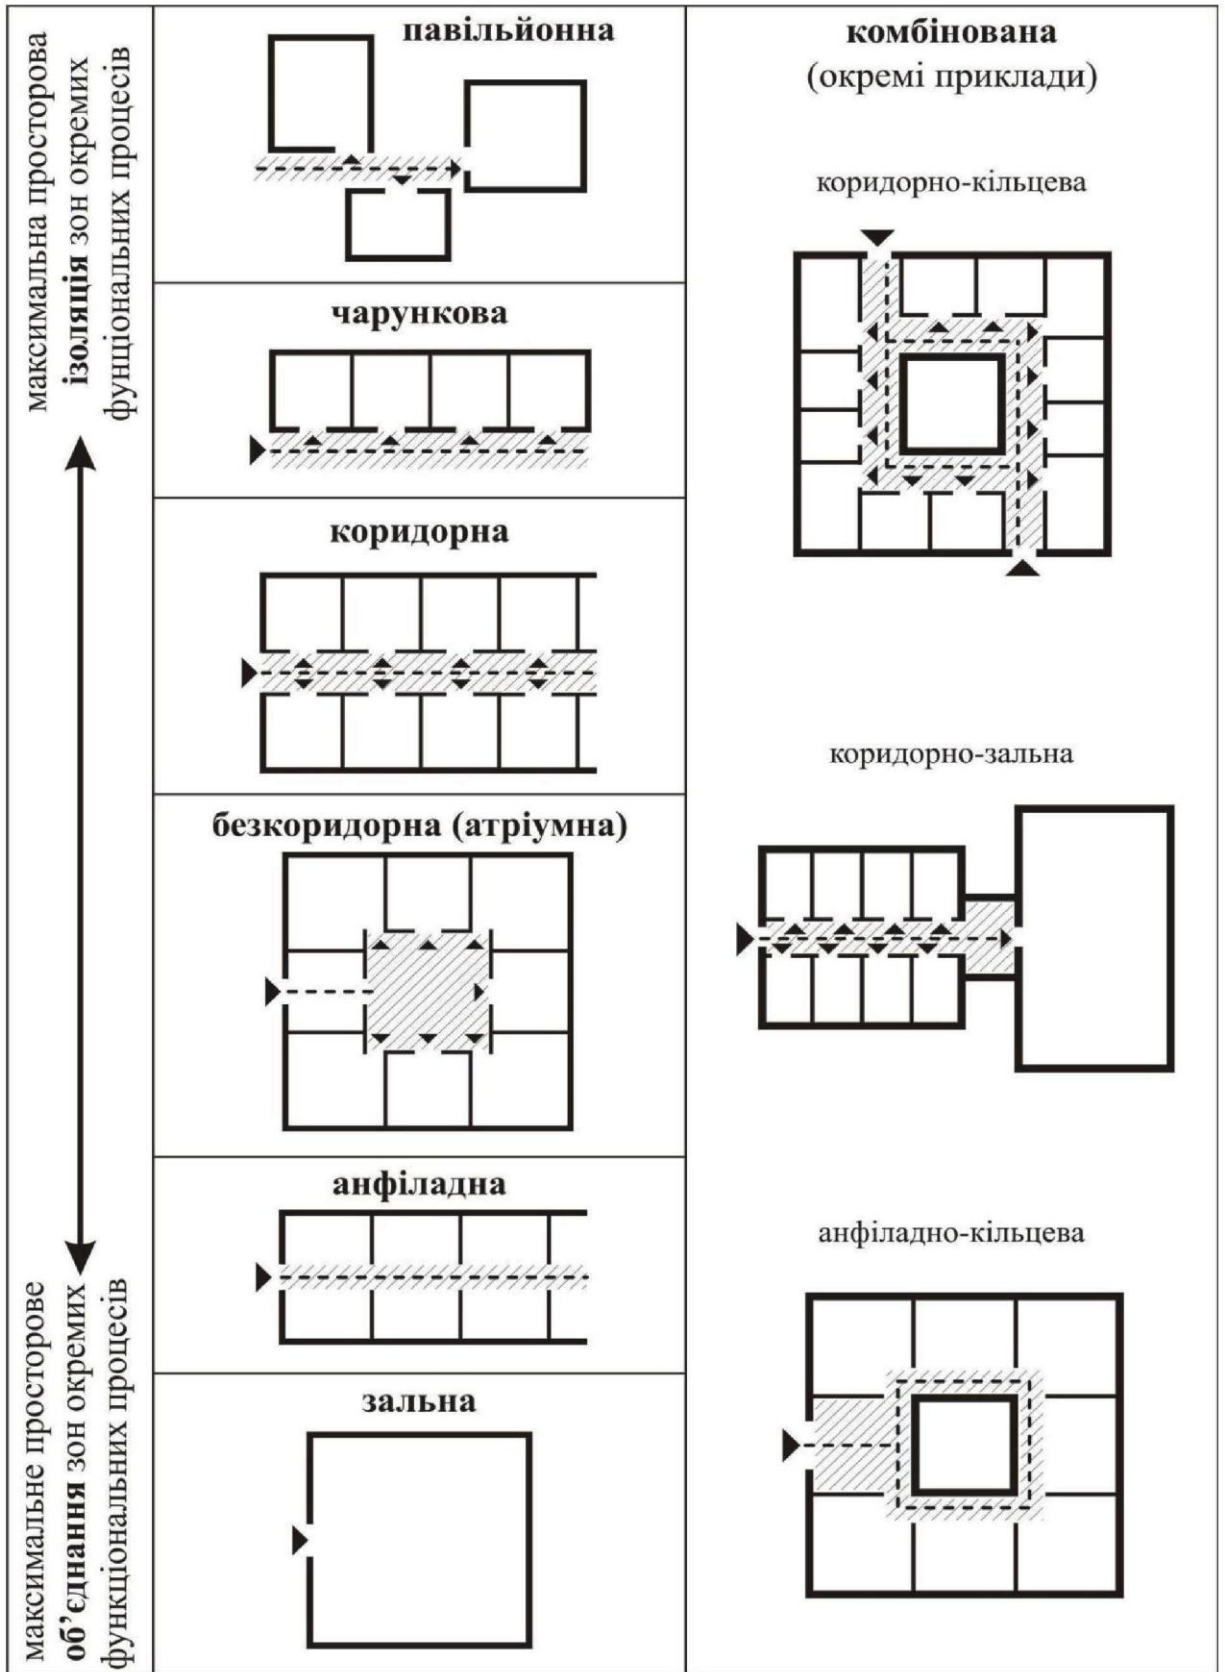 максимальна просторова
ізоляція зон окремих
фунціональних процесів
максимальне просторове
об’єднання зон окремих
функціональних процесів
павільйонна
чарункова
коридорна
безкоридорна (атріумна)
анфіладна
зальна
комбінована
(окремі приклади)
коридорно-кільцева
коридорно-зальна
анфіладно-кільцева